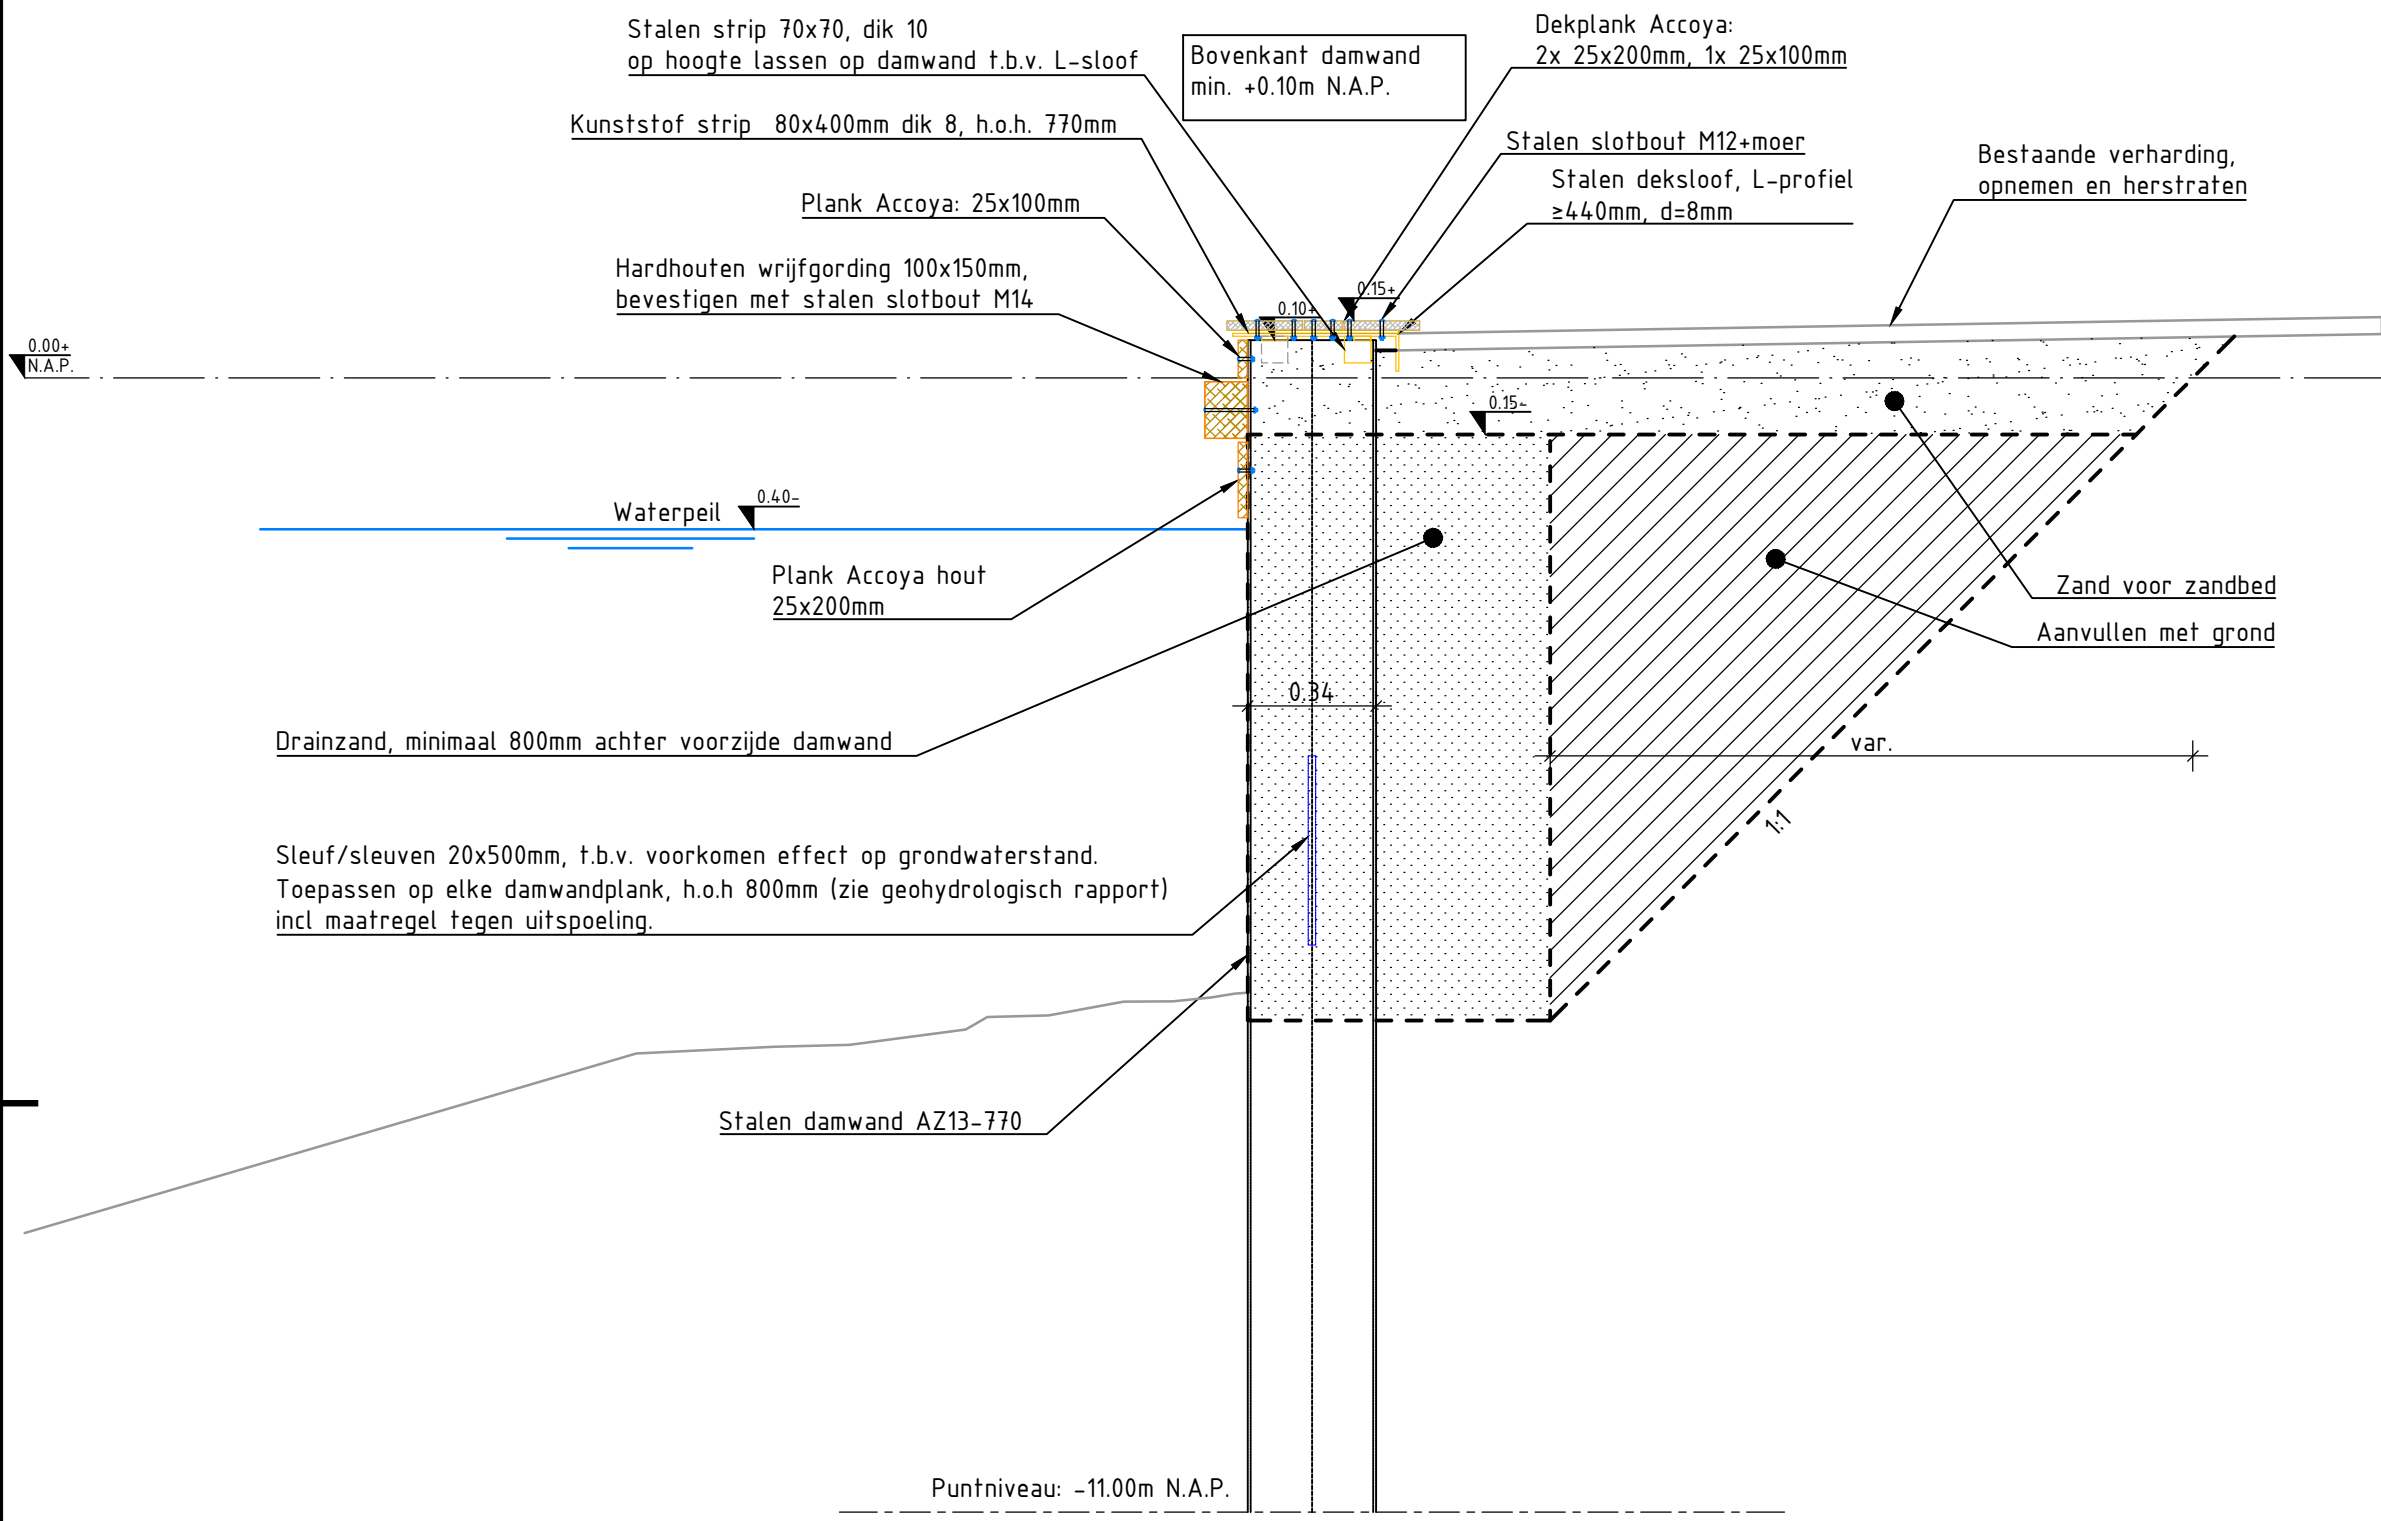 Stalen strip 70x70, dik 10
op hoogte lassen op damwand t.b.v. L-sloof
Bovenkant damwand
min. +0.10m N.A.P.
Dekplank Accoya:
2x 25x200mm, 1x 25x100mm
Kunststof strip 80x400mm dik 8, h.o.h. 770mm
Stalen slotbout M12+moer
Bestaande verharding,
opnemen en herstraten
Plank Accoya: 25x100mm
Stalen deksloof, L-profiel
≥440mm, d=8mm
Hardhouten wrijfgording 100x150mm,
bevestigen met stalen slotbout M14
0.15+
0.10+
0.00+
N.A.P.
0.15-
Waterpeil
0.40-
Plank Accoya hout
25x200mm
Zand voor zandbed
Aanvullen met grond
0.34
Drainzand, minimaal 800mm achter voorzijde damwand
var.
1:1
Sleuf/sleuven 20x500mm, t.b.v. voorkomen effect op grondwaterstand.
Toepassen op elke damwandplank, h.o.h 800mm (zie geohydrologisch rapport)
incl maatregel tegen uitspoeling.
Stalen damwand AZ13-770
Puntniveau: -11.00m N.A.P.